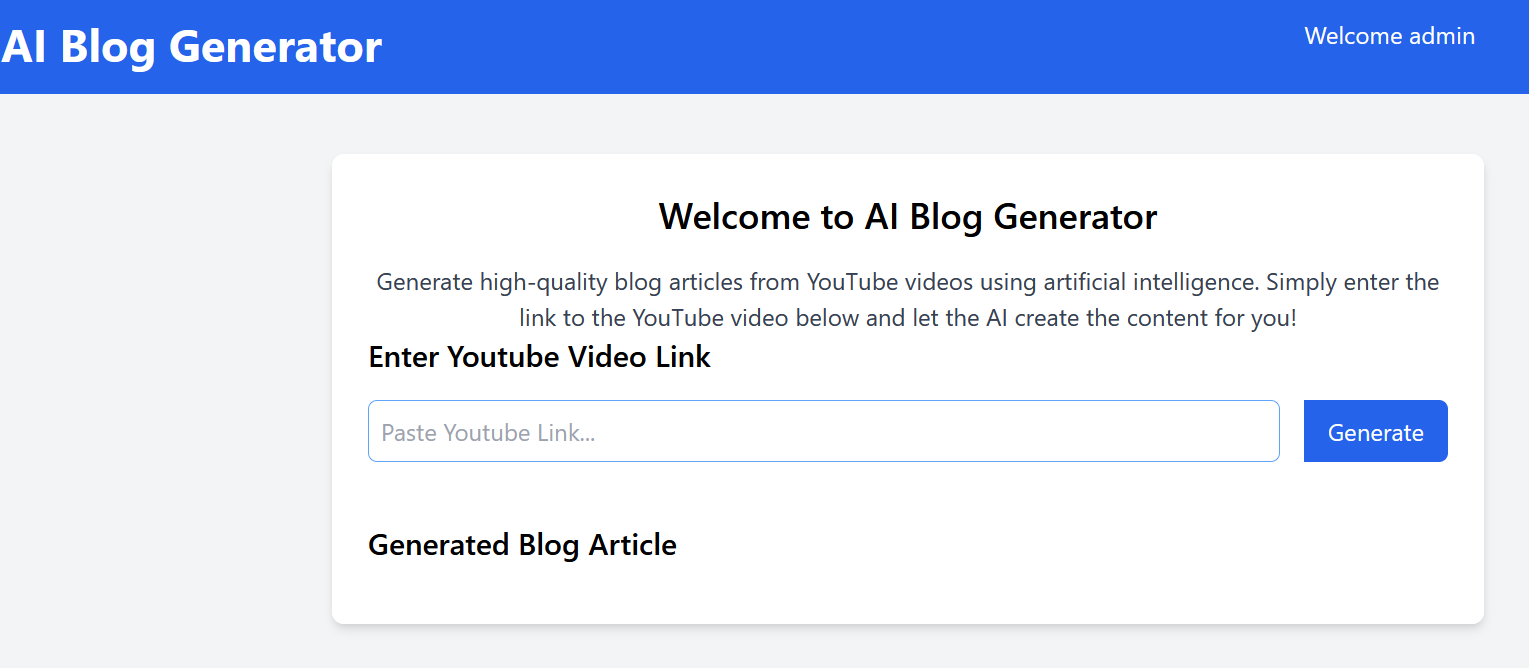 AI Blog Generator
Welcome admin
Welcome to AI Blog Generator
Generate high-quality blog articles from YouTube videos using artificial intelligence. Simply enter the
link to the YouTube video below and let the AI create the content for you!
Enter Youtube Video Link
Paste Youtube Link...
Generate
Generated Blog Article